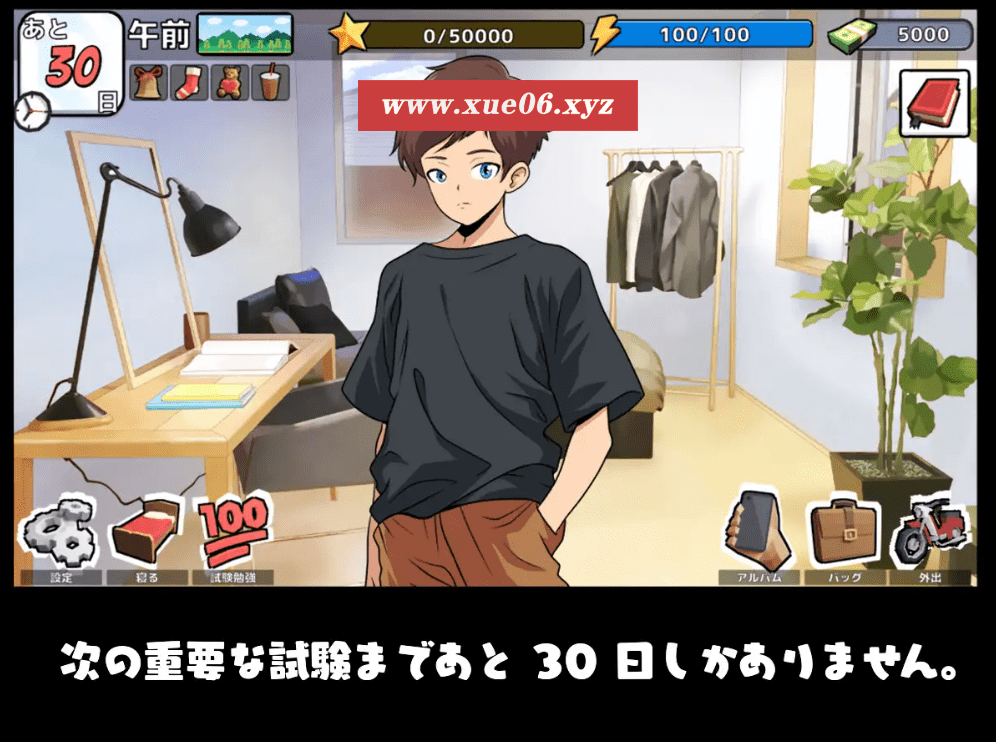 あと
30
日
午前
0/50000
100/100
5000
www.xue06.xyz
100
設定
寝る
試験勉強
アルバム
バッグ
外出
次の重要な試験まであと 30 日しかありません。